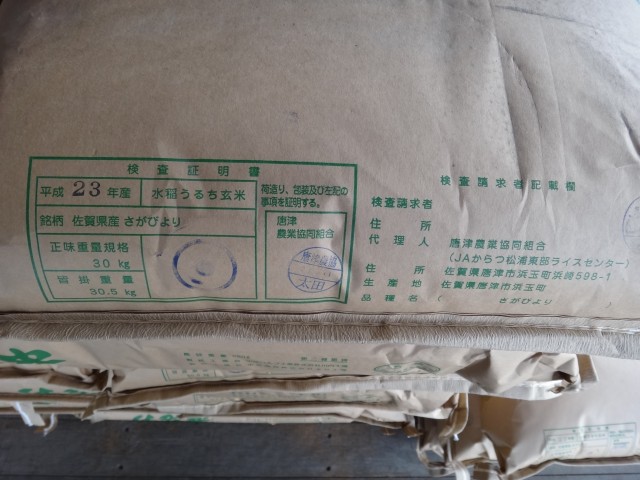 検査証明書
平成 23 年産 水稲うるち玄米
銘柄 佐賀県産 さがびより
正味重量規格
30 kg
皆掛重量
30.5 kg
荷造り、包装及び左記の
事項を証明する。
唐津
農業協同組合
太田
検査請求者記載欄
検査請求者
住所
代理人 唐津農業協同組合
(JAからつ松浦東部ライスセンター)
住所 佐賀県唐津市浜玉町浜崎598-1
生産地 佐賀県唐津市浜玉町
品種名 ( さがびより )